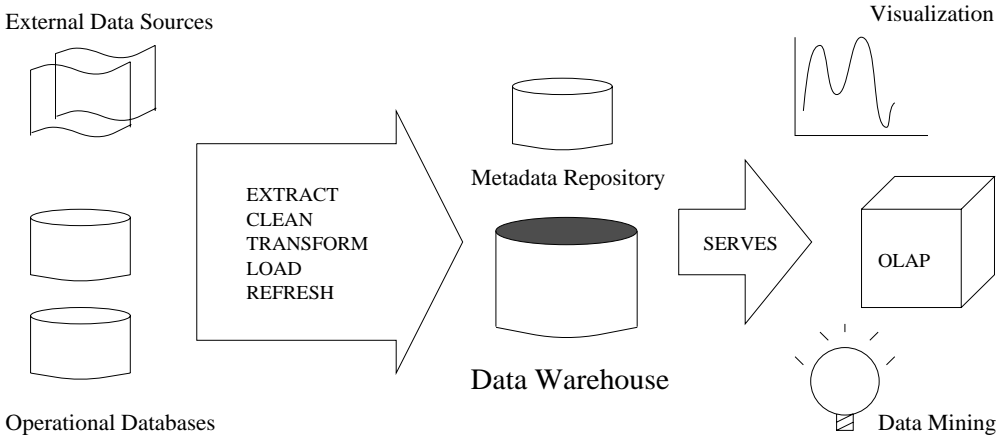 External Data Sources
Visualization
Metadata Repository
EXTRACT
CLEAN
TRANSFORM
LOAD
REFRESH
SERVES
OLAP
Data Warehouse
Operational Databases
Data Mining